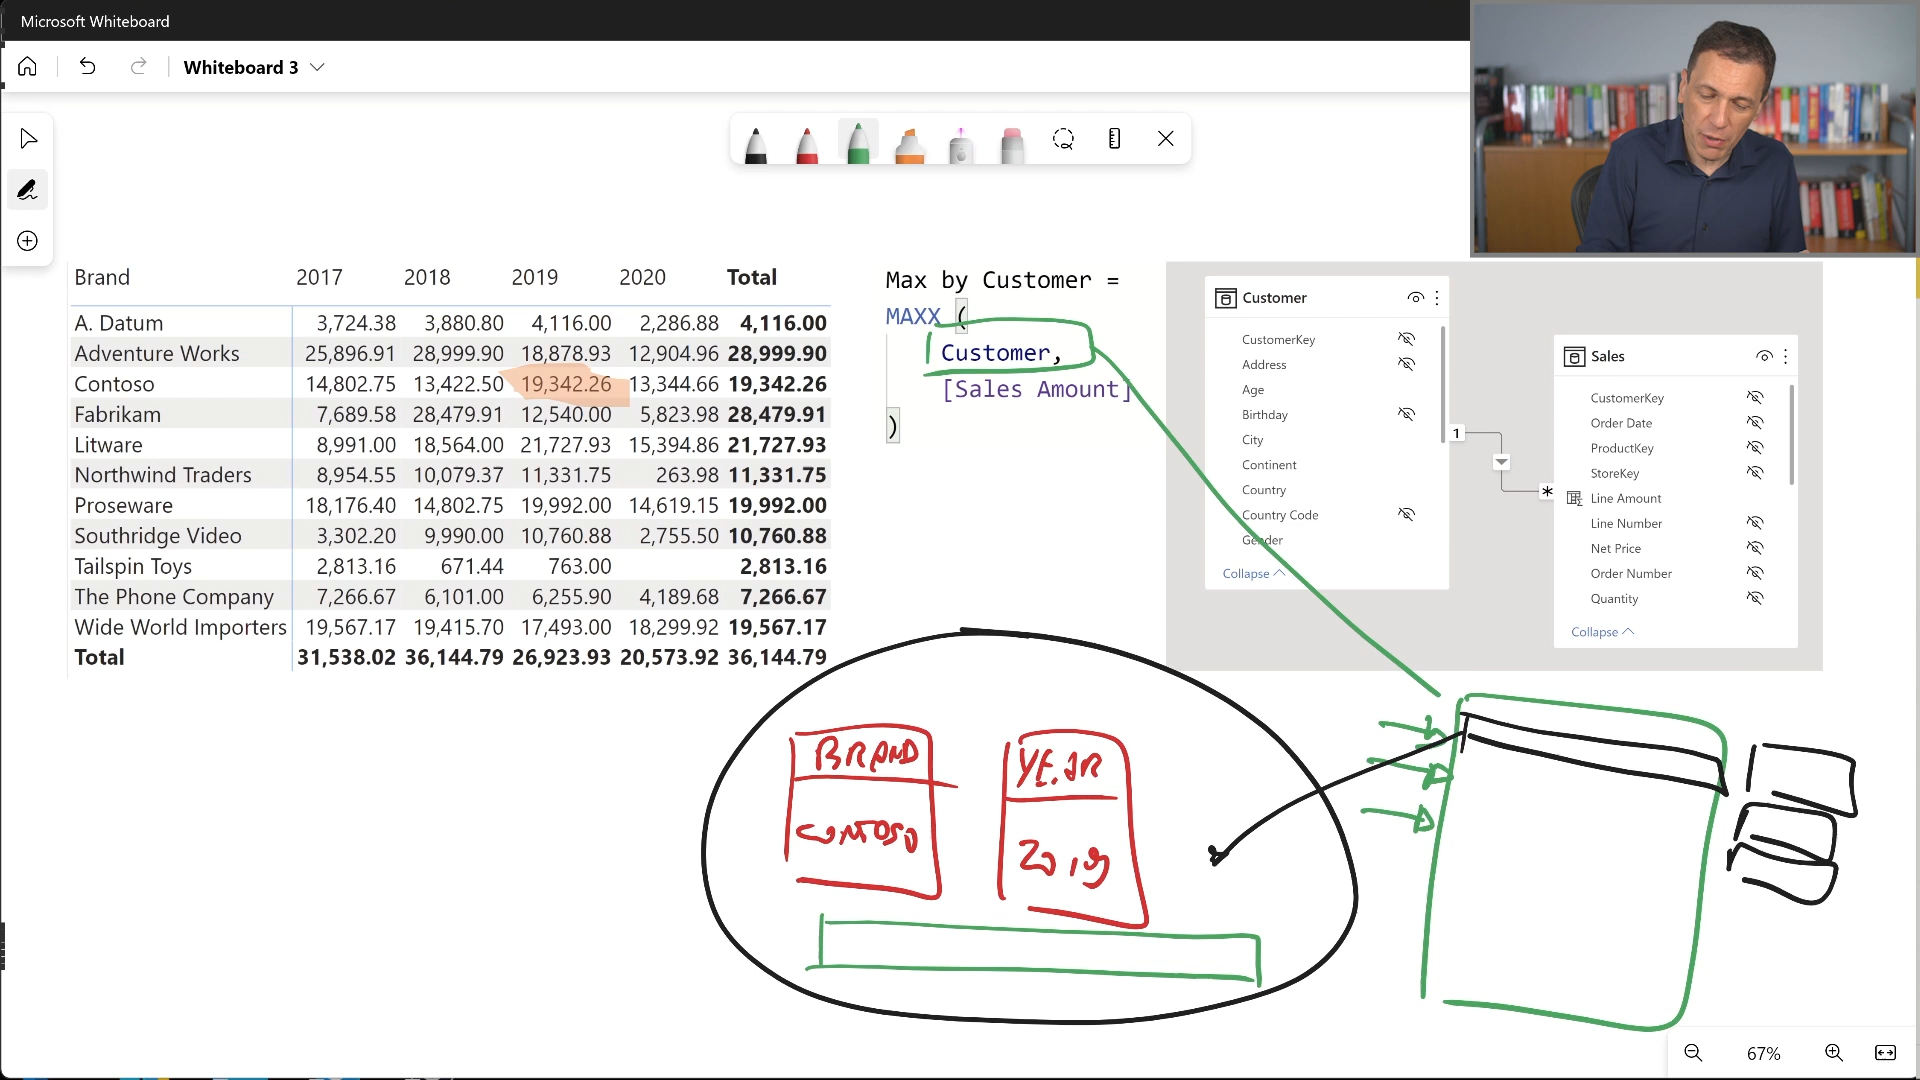 Microsoft Whiteboard
Whiteboard 3
Brand 2017 2018 2019 2020 Total
A. Datum 3,724.38 3,880.80 4,116.00 2,286.88 4,116.00
Adventure Works 25,896.91 28,999.90 18,878.93 12,904.96 28,999.90
Contoso 14,802.75 13,422.50 19,342.26 13,344.66 19,342.26
Fabrikam 7,689.58 28,479.91 12,540.00 5,823.98 28,479.91
Litware 8,991.00 18,564.00 21,727.93 15,394.86 21,727.93
Northwind Traders 8,954.55 10,079.37 11,331.75 263.98 11,331.75
Proseware 18,176.40 14,802.75 19,992.00 14,619.15 19,992.00
Southridge Video 3,302.20 9,990.00 10,760.88 2,755.50 10,760.88
Tailspin Toys 2,813.16 671.44 763.00 2,813.16
The Phone Company 7,266.67 6,101.00 6,255.90 4,189.68 7,266.67
Wide World Importers 19,567.17 19,415.70 17,493.00 18,299.92 19,567.17
Total 31,538.02 36,144.79 26,923.93 20,573.92 36,144.79
Max by Customer =
MAXX (
Customer,
[Sales Amount]
)
Customer
CustomerKey
Address
Age
Birthday
City
Continent
Country
Country Code
Gender
Collapse
1
*
Sales
CustomerKey
Order Date
ProductKey
StoreKey
Line Amount
Line Number
Net Price
Order Number
Quantity
Collapse
BRAND
CONTOSO
YEAR
2019
67%